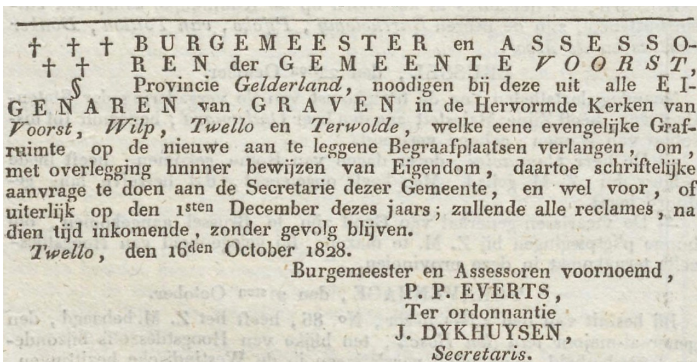 † † † BURGEMEESTER en ASSESSO-
† † REN der GEMEENTE VOORST,
§ Provincie Gelderland, noodigen bij deze uit alle EI-
GENAREN van GRAVEN in de Hervormde Kerken van
Voorst, Wilp, Twello en Terwolde, welke eene evengelijke Graf-
ruimte op de nieuwe aan te leggene Begraafplaatsen verlangen, om,
met overlegging hnnner bewijzen van Eigendom, daartoe schriftelijke
aanvrage te doen aan de Secretarie dezer Gemeente, en wel voor, of
uiterlijk op den 1sten December dezes jaars; zullende alle reclames, na
dien tijd inkomende, zonder gevolg blijven.
Twello, den 16den October 1828.
Burgemeester en Assessoren voornoemd,
P. P. EVERTS,
Ter ordonnantie
J. DYKHUYSEN,
Secretaris.